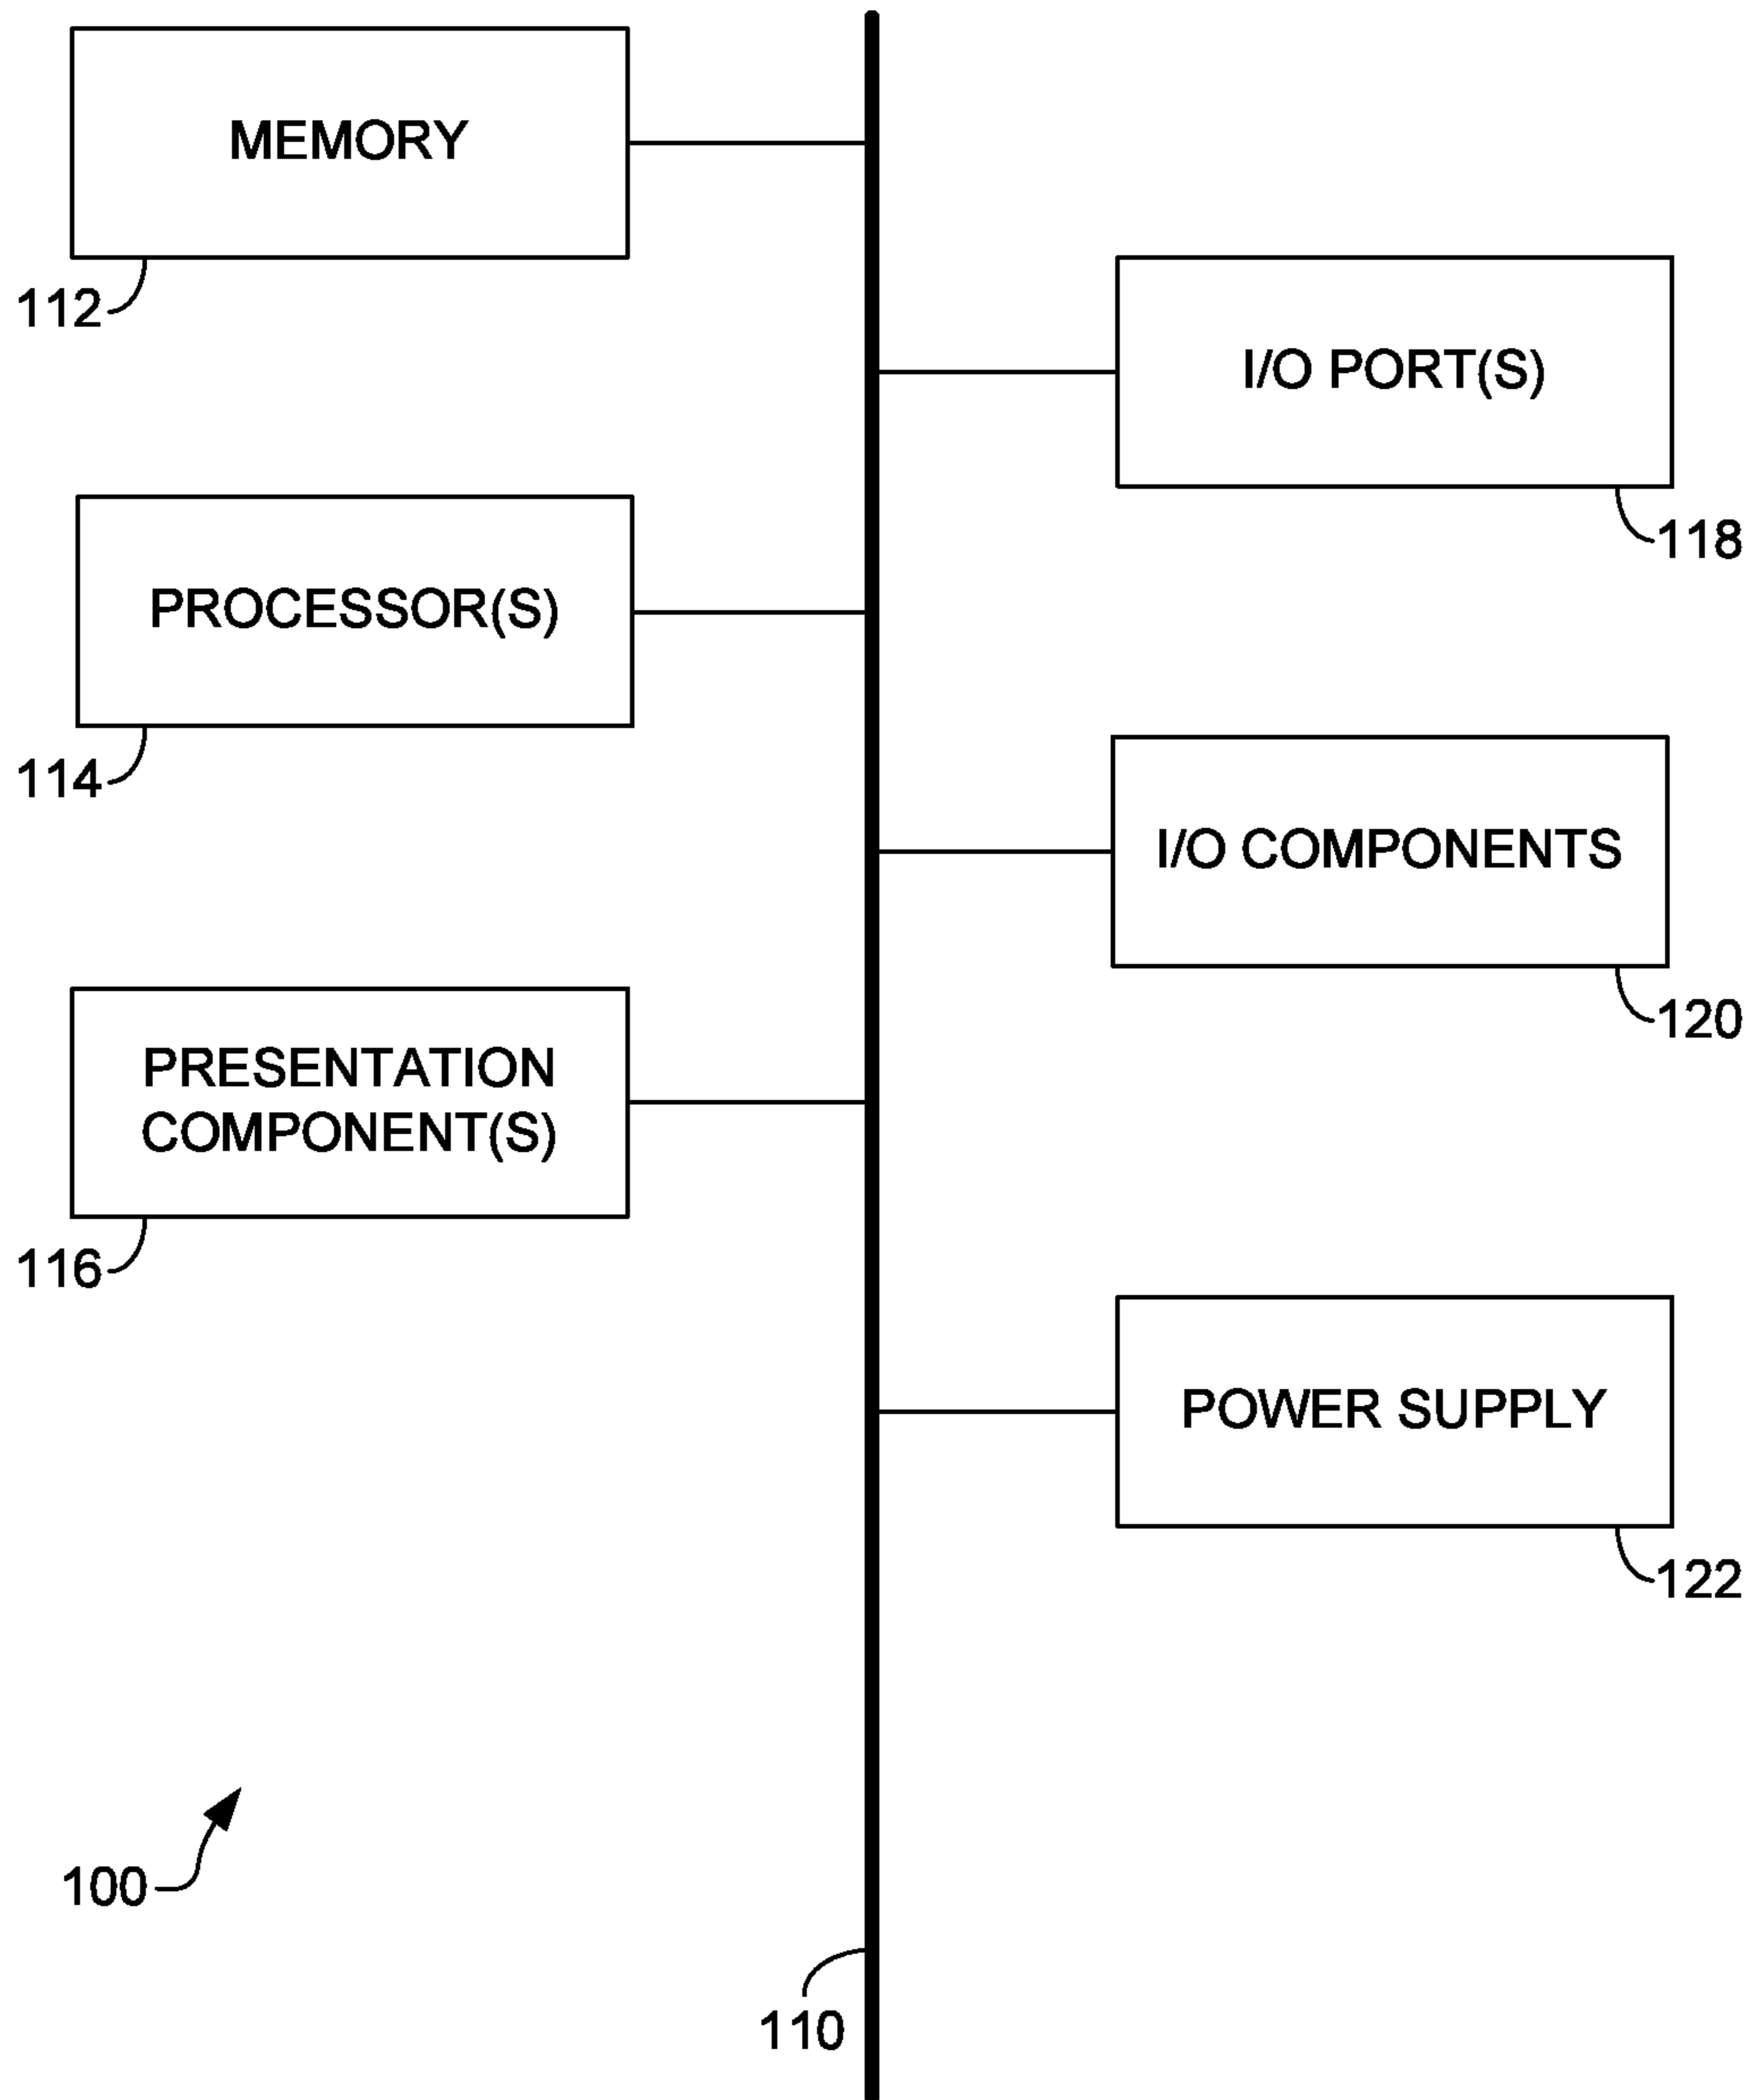 MEMORY
112
I/O PORT(S)
118
PROCESSOR(S)
114
I/O COMPONENTS
120
PRESENTATION
COMPONENT(S)
116
POWER SUPPLY
122
100
110